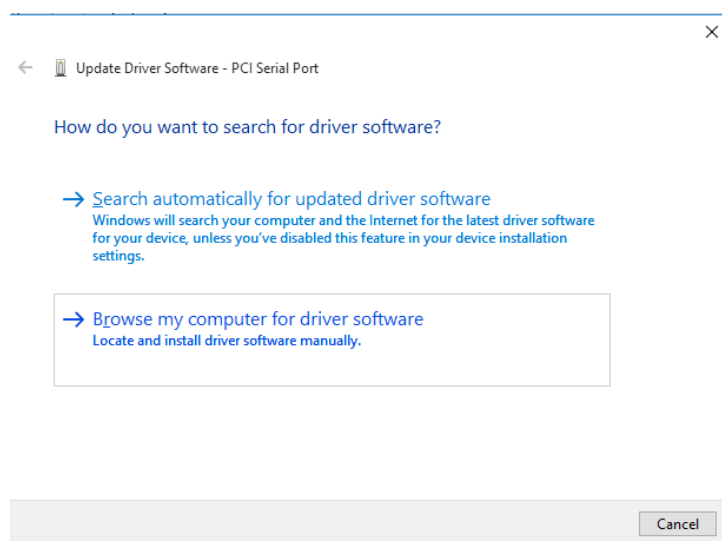 Update Driver Software - PCI Serial Port
How do you want to search for driver software?
Search automatically for updated driver software
Windows will search your computer and the Internet for the latest driver software
for your device, unless you've disabled this feature in your device installation
settings.
Browse my computer for driver software
Locate and install driver software manually.
Cancel